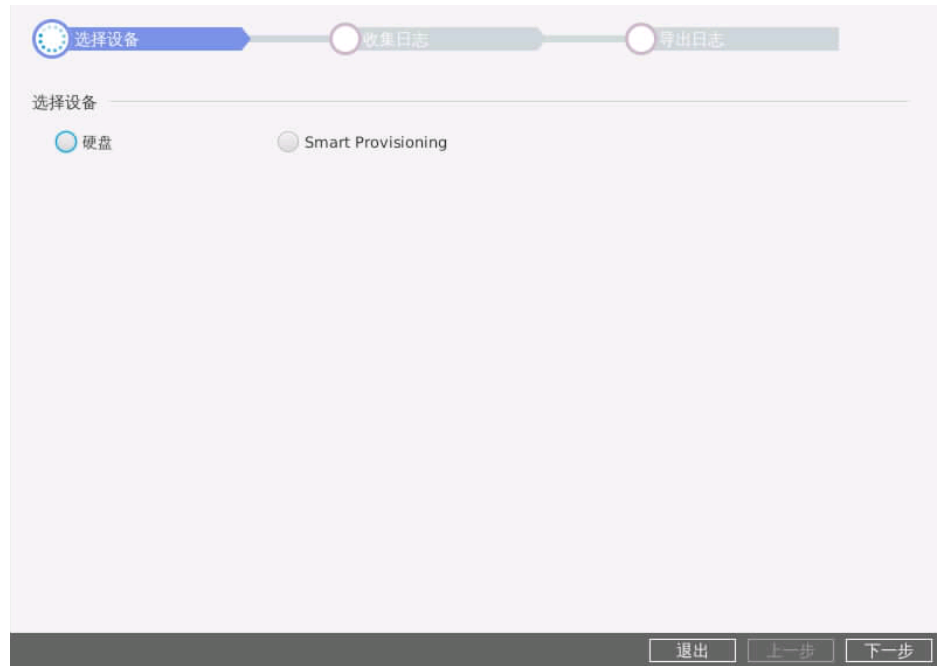 选择设备 收集日志 导出日志
选择设备
硬盘 Smart Provisioning
退出 上一步 下一步